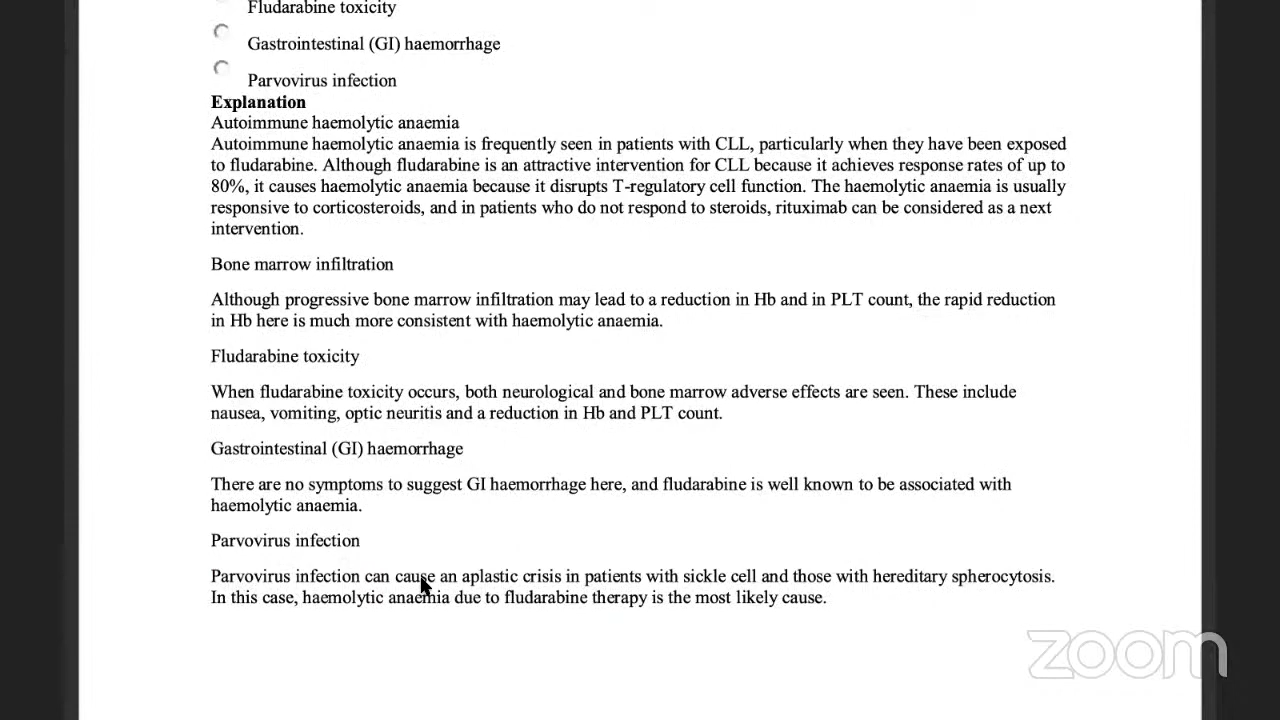 Fludarabine toxicity
Gastrointestinal (GI) haemorrhage
Parvovirus infection
Explanation
Autoimmune haemolytic anaemia
Autoimmune haemolytic anaemia is frequently seen in patients with CLL, particularly when they have been exposed
to fludarabine. Although fludarabine is an attractive intervention for CLL because it achieves response rates of up to
80%, it causes haemolytic anaemia because it disrupts T-regulatory cell function. The haemolytic anaemia is usually
responsive to corticosteroids, and in patients who do not respond to steroids, rituximab can be considered as a next
intervention.
Bone marrow infiltration
Although progressive bone marrow infiltration may lead to a reduction in Hb and in PLT count, the rapid reduction
in Hb here is much more consistent with haemolytic anaemia.
Fludarabine toxicity
When fludarabine toxicity occurs, both neurological and bone marrow adverse effects are seen. These include
nausea, vomiting, optic neuritis and a reduction in Hb and PLT count.
Gastrointestinal (GI) haemorrhage
There are no symptoms to suggest GI haemorrhage here, and fludarabine is well known to be associated with
haemolytic anaemia.
Parvovirus infection
Parvovirus infection can cause an aplastic crisis in patients with sickle cell and those with hereditary spherocytosis.
In this case, haemolytic anaemia due to fludarabine therapy is the most likely cause.
zoom